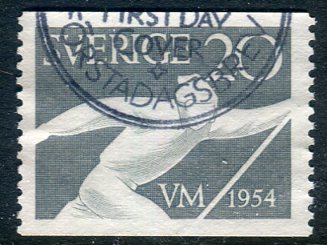 FIRST DAY
COVER
FÖRSTADAGSBREV
SVERIGE 20
VM 1954